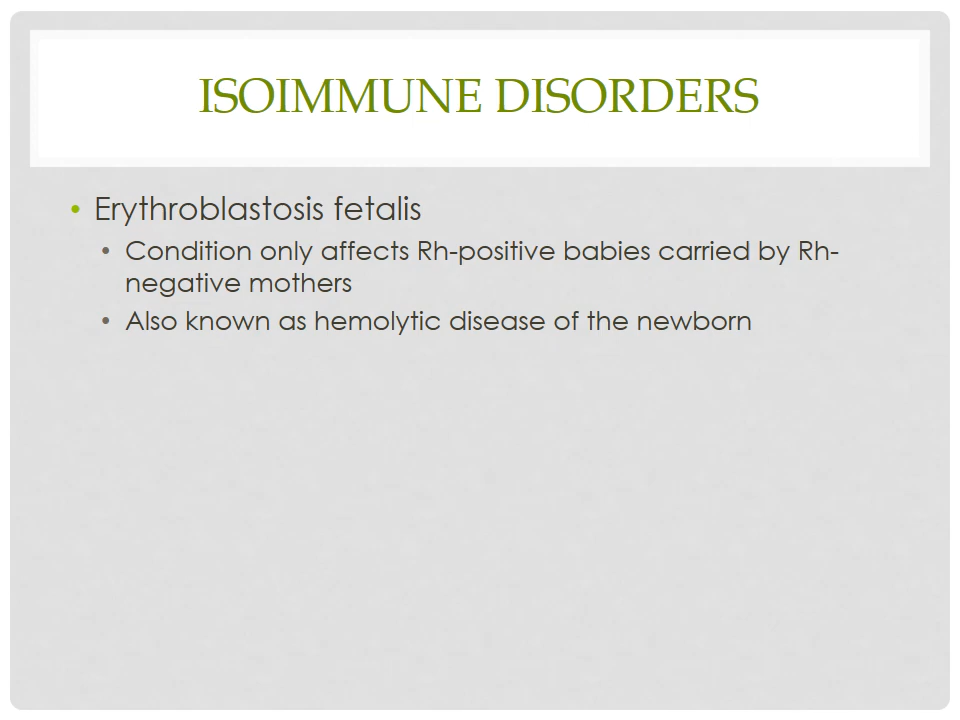 ISOIMMUNE DISORDERS
• Erythroblastosis fetalis
• Condition only affects Rh-positive babies carried by Rh-
negative mothers
• Also known as hemolytic disease of the newborn